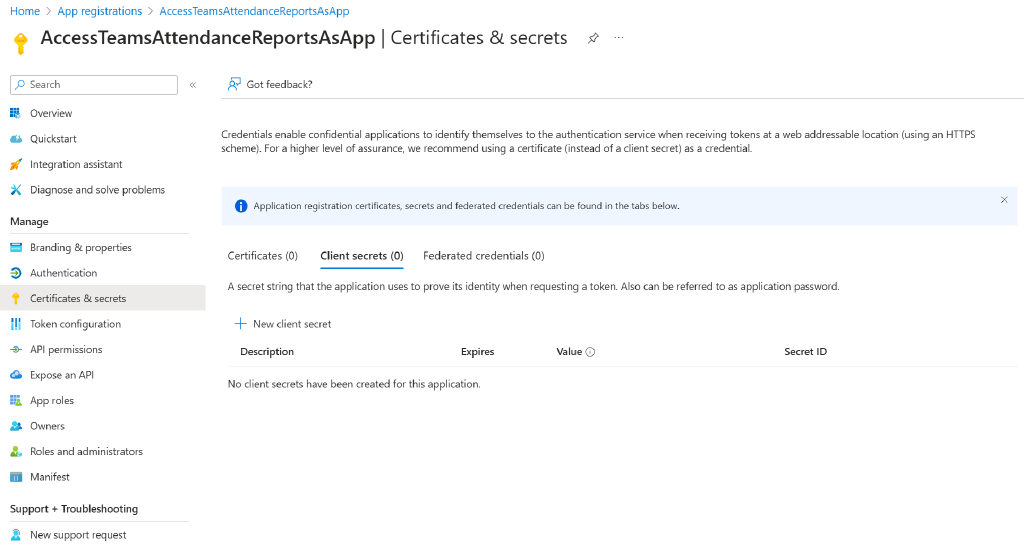 Home > App registrations > AccessTeamsAttendanceReportsAsApp
AccessTeamsAttendanceReportsAsApp | Certificates & secrets
Search
Got feedback?
Overview
Quickstart
Integration assistant
Diagnose and solve problems
Manage
Branding & properties
Authentication
Certificates & secrets
Token configuration
API permissions
Expose an API
App roles
Owners
Roles and administrators
Manifest
Support + Troubleshooting
New support request
Credentials enable confidential applications to identify themselves to the authentication service when receiving tokens at a web addressable location (using an HTTPS
scheme). For a higher level of assurance, we recommend using a certificate (instead of a client secret) as a credential.
Application registration certificates, secrets and federated credentials can be found in the tabs below.
Certificates (0) Client secrets (0) Federated credentials (0)
A secret string that the application uses to prove its identity when requesting a token. Also can be referred to as application password.
New client secret
Description Expires Value Secret ID
No client secrets have been created for this application.